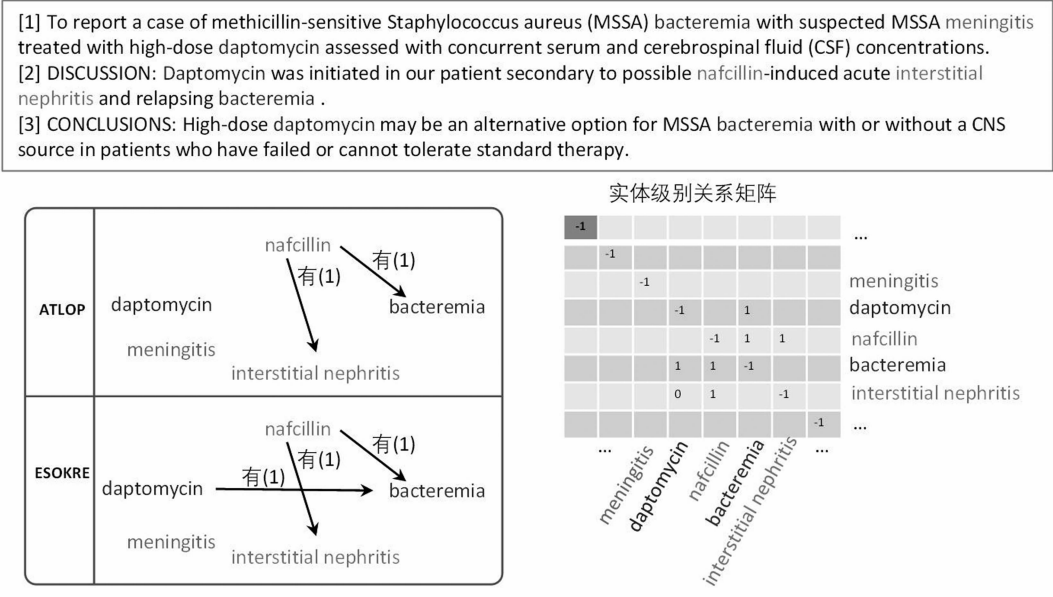 [1] To report a case of methicillin-sensitive Staphylococcus aureus (MSSA) bacteremia with suspected MSSA meningitis
treated with high-dose daptomycin assessed with concurrent serum and cerebrospinal fluid (CSF) concentrations.
[2] DISCUSSION: Daptomycin was initiated in our patient secondary to possible nafcillin-induced acute interstitial
nephritis and relapsing bacteremia .
[3] CONCLUSIONS: High-dose daptomycin may be an alternative option for MSSA bacteremia with or without a CNS
source in patients who have failed or cannot tolerate standard therapy.
ATLOP
nafcillin
有(1)
有(1)
daptomycin
bacteremia
meningitis
interstitial nephritis
ESOKRE
nafcillin
有(1)
有(1)
有(1)
daptomycin
bacteremia
meningitis
interstitial nephritis
实体级别关系矩阵
-1 ...
-1
-1 meningitis
-1 1 daptomycin
-1 1 1 nafcillin
1 1 -1 bacteremia
0 1 -1 interstitial nephritis
-1 ...
...
meningitis
daptomycin
nafcillin
bacteremia
interstitial nephritis
...